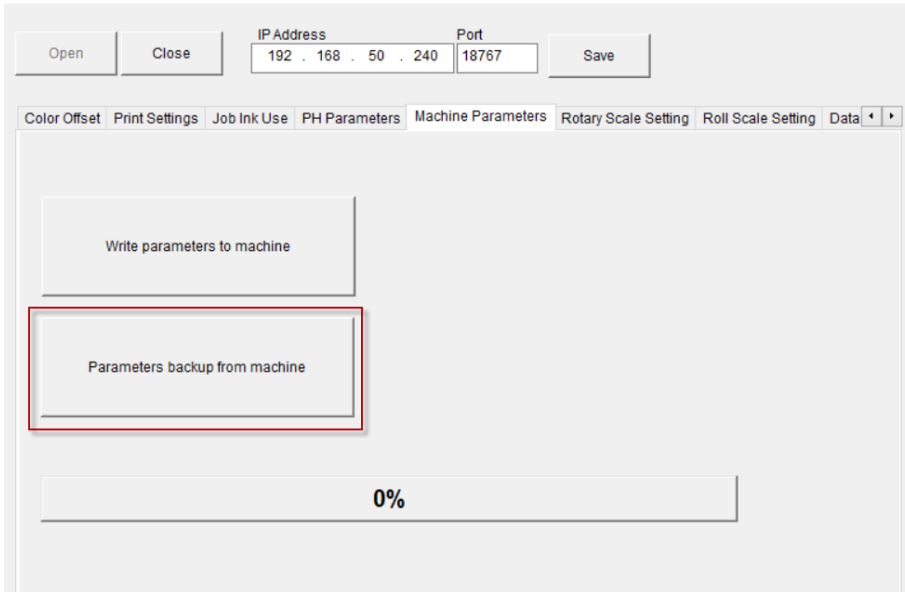 IP Address Port
Open Close 192 . 168 . 50 . 240 18767 Save
Color Offset Print Settings Job Ink Use PH Parameters Machine Parameters Rotary Scale Setting Roll Scale Setting Data
Write parameters to machine
Parameters backup from machine
0%